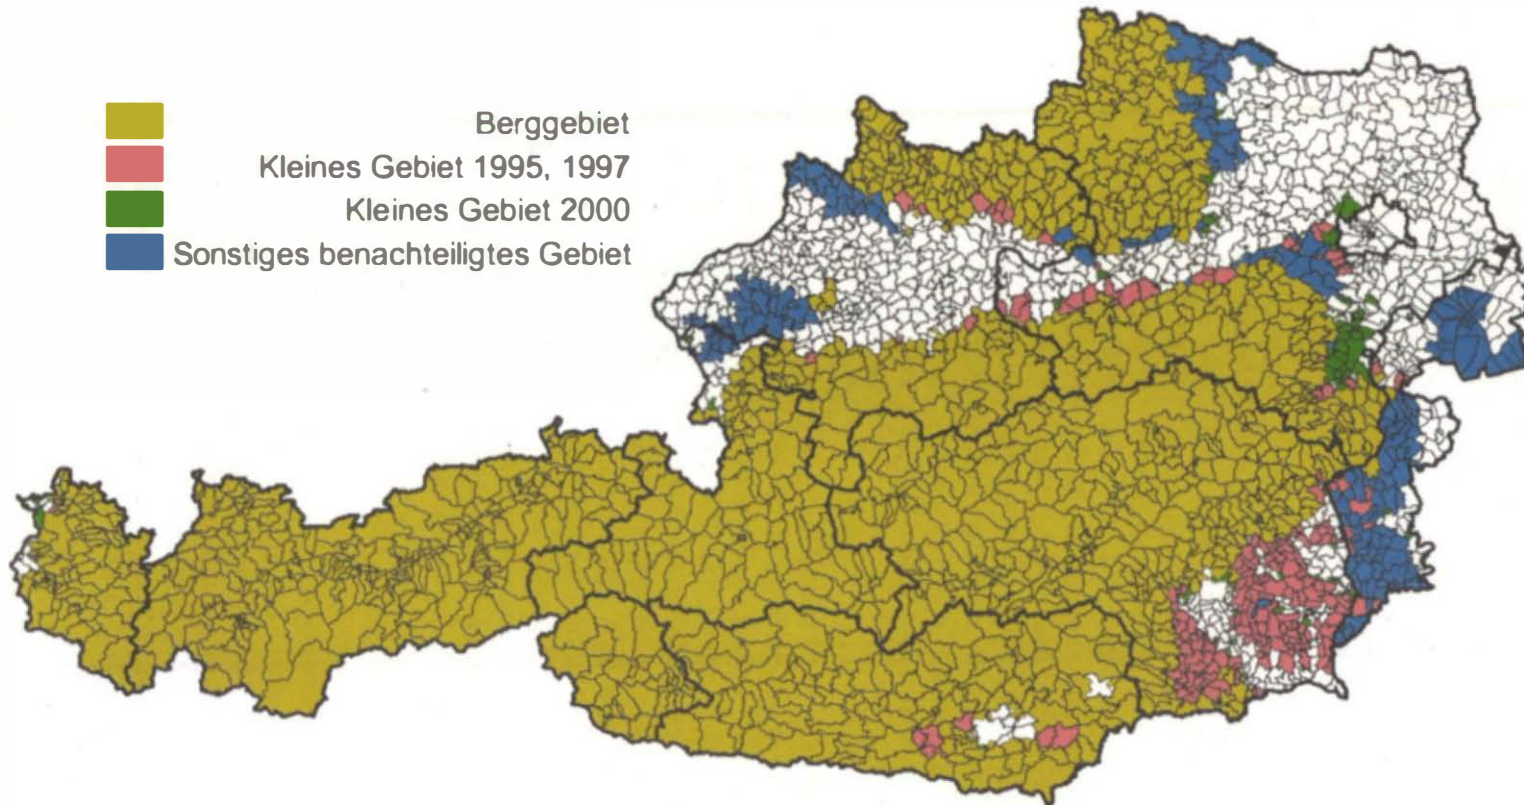 Berggebiet
Kleines Gebiet 1995, 1997
Kleines Gebiet 2000
Sonstiges benachteiligtes Gebiet